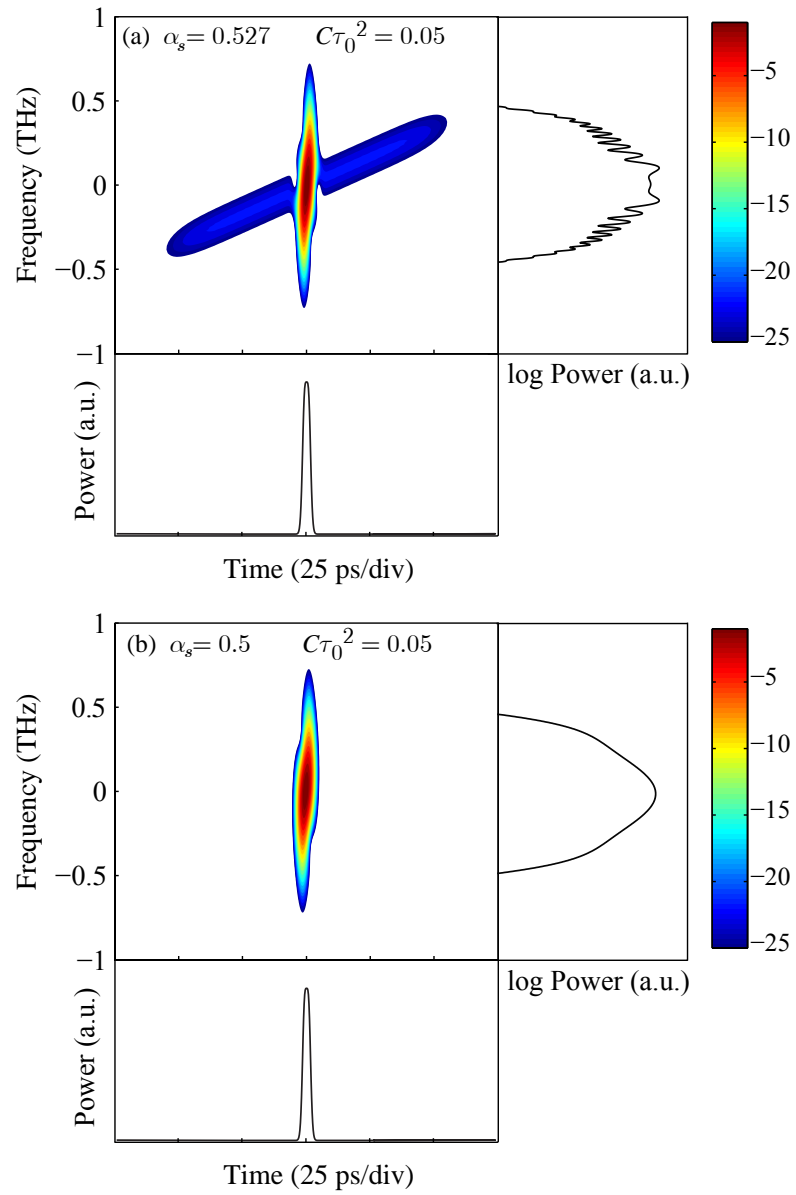 (a) αₛ= 0.527 Cτ₀² = 0.05
1
0.5
0
−0.5
−1
Frequency (THz)
−5
−10
−15
−20
−25
log Power (a.u.)
Power (a.u.)
Time (25 ps/div)
(b) αₛ= 0.5 Cτ₀² = 0.05
1
0.5
0
−0.5
−1
Frequency (THz)
−5
−10
−15
−20
−25
log Power (a.u.)
Power (a.u.)
Time (25 ps/div)